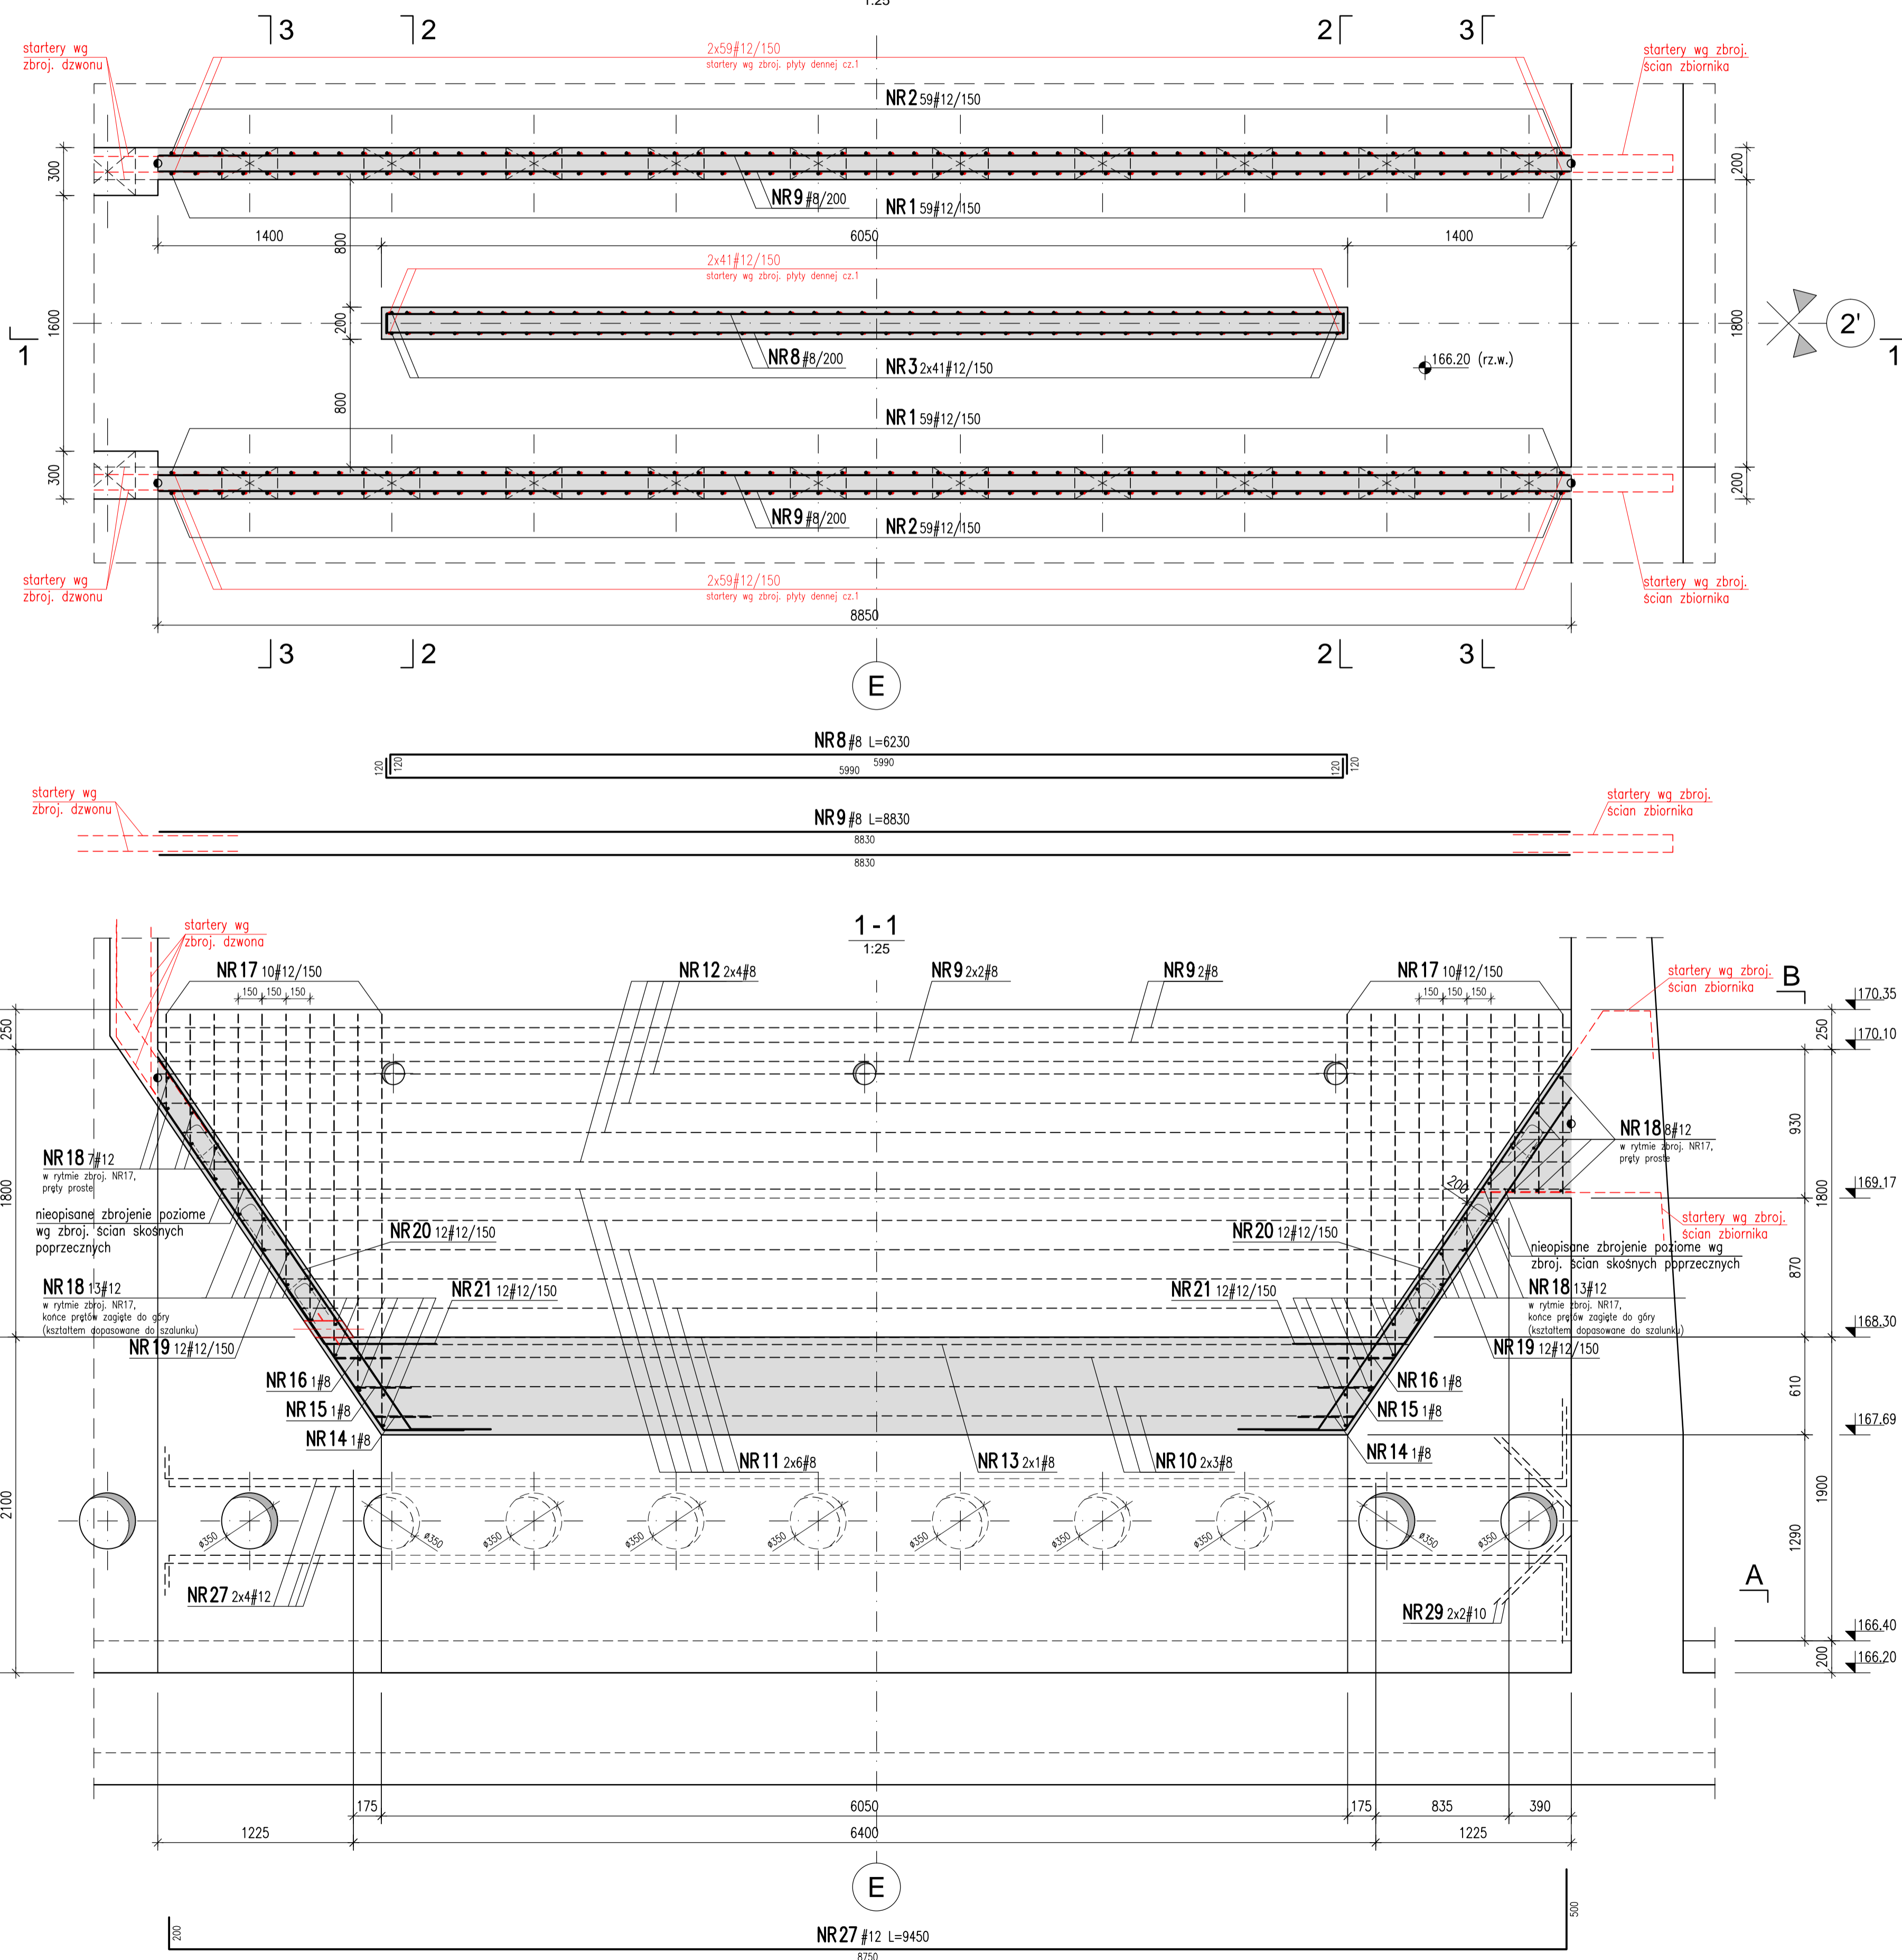 1:25
3
2
2
3
startery wg
zbroj. dzwonu
2x59#12/150
startery wg zbroj. płyty dennej cz.1
startery wg zbroj.
ścian zbiornika
NR2 59#12/150
300
200
NR9 #8/200
NR1 59#12/150
1400
800
6050
1400
2x41#12/150
startery wg zbroj. płyty dennej cz.1
1600
200
1800
2'
1
1
NR8 #8/200
NR3 2x41#12/150
166.20 (rz.w.)
800
NR1 59#12/150
300
200
NR9 #8/200
NR2 59#12/150
startery wg
zbroj. dzwonu
2x59#12/150
startery wg zbroj. płyty dennej cz.1
startery wg zbroj.
ścian zbiornika
8850
3
2
2
3
E
NR8 #8 L=6230
120
120
5990
5990
120
120
startery wg
zbroj. dzwonu
NR9 #8 L=8830
8830
8830
startery wg zbroj.
ścian zbiornika
1-1
1:25
startery wg
zbroj. dzwona
NR17 10#12/150
150
150
150
NR12 2x4#8
NR9 2x2#8
NR9 2#8
NR17 10#12/150
150
150
150
startery wg zbroj.
ścian zbiornika
B
170.35
250
250
170.10
NR18 7#12
w rytmie zbroj. NR17,
pręty proste
NR18 8#12
w rytmie zbroj. NR17,
pręty proste
930
1800
200
169.17
1800
nieopisane zbrojenie poziome
wg zbroj. ścian skośnych
poprzecznych
NR20 12#12/150
NR20 12#12/150
startery wg zbroj.
ścian zbiornika
nieopisane zbrojenie poziome wg
zbroj. ścian skośnych poprzecznych
870
NR18 13#12
w rytmie zbroj. NR17,
końce prętów zagięte do góry
(kształtem dopasowane do szalunku)
NR21 12#12/150
NR21 12#12/150
NR18 13#12
w rytmie zbroj. NR17,
końce prętów zagięte do góry
(kształtem dopasowane do szalunku)
168.30
NR19 12#12/150
NR19 12#12/150
NR16 1#8
NR16 1#8
610
NR15 1#8
NR15 1#8
NR14 1#8
NR14 1#8
167.69
NR11 2x6#8
NR13 2x1#8
NR10 2x3#8
2100
1900
1290
ø350
ø350
ø350
ø350
ø350
ø350
ø350
ø350
ø350
ø350
NR27 2x4#12
NR29 2x2#10
A
166.40
200
166.20
175
6050
175
835
390
1225
6400
1225
E
200
NR27 #12 L=9450
8750
500